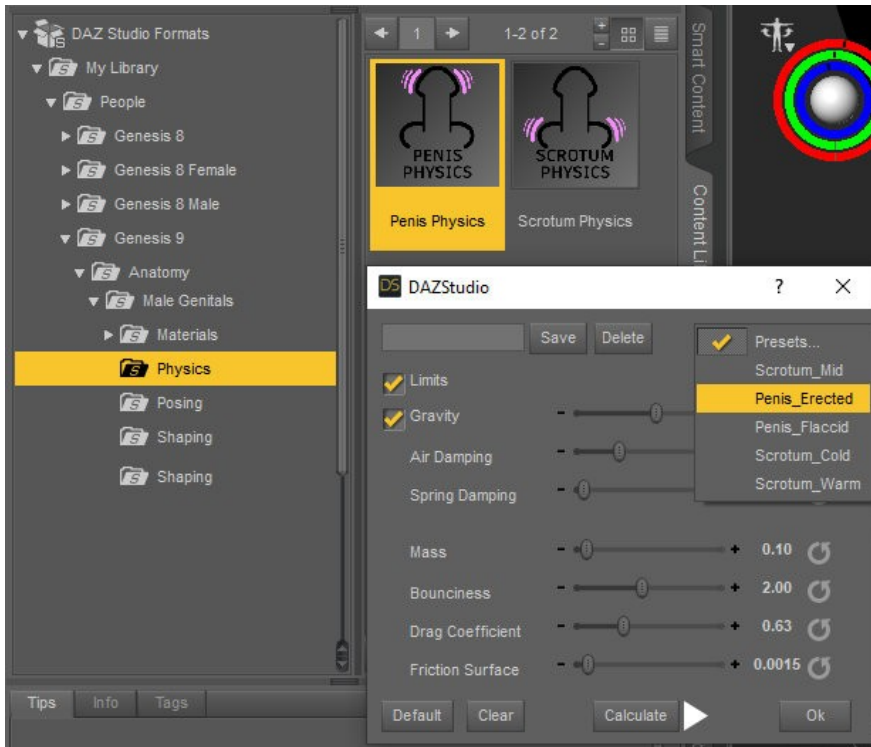 DAZ Studio Formats
My Library
People
Genesis 8
Genesis 8 Female
Genesis 8 Male
Genesis 9
Anatomy
Male Genitals
Materials
Physics
Posing
Shaping
Shaping
Tips
Info
Tags
1
1-2 of 2
PENIS
PHYSICS
SCROTUM
PHYSICS
Penis Physics
Scrotum Physics
Smart Content
Content Li
DS DAZStudio
?
Save
Delete
Presets...
Scrotum_Mid
Penis_Erected
Penis_Flaccid
Scrotum_Cold
Scrotum_Warm
Limits
Gravity
Air Damping
Spring Damping
Mass
0.10
Bounciness
2.00
Drag Coefficient
0.63
Friction Surface
0.0015
Default
Clear
Calculate
Ok